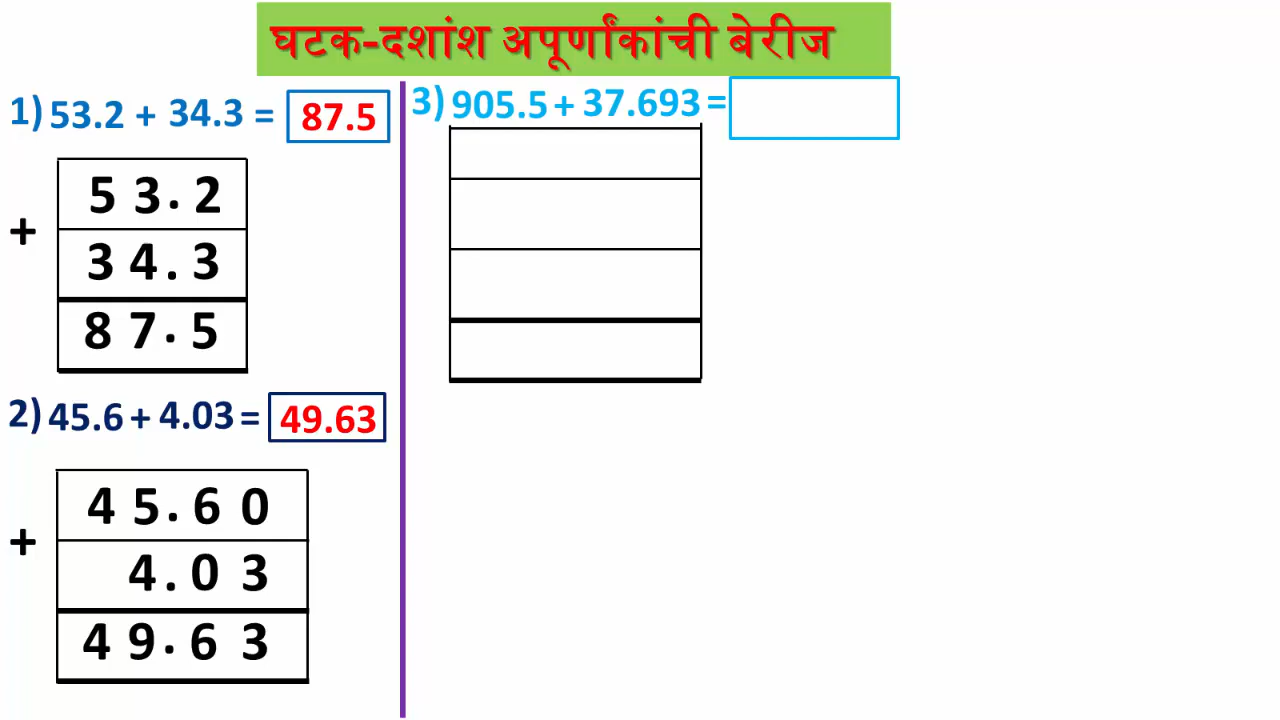 घटक-दशांश अपूर्णांकांची बेरीज
1) 53.2 + 34.3 = 87.5
5 3 . 2
+
3 4 . 3
8 7 . 5
2) 45.6 + 4.03 = 49.63
4 5 . 6 0
+
4 . 0 3
4 9 . 6 3
3) 905.5 + 37.693 =